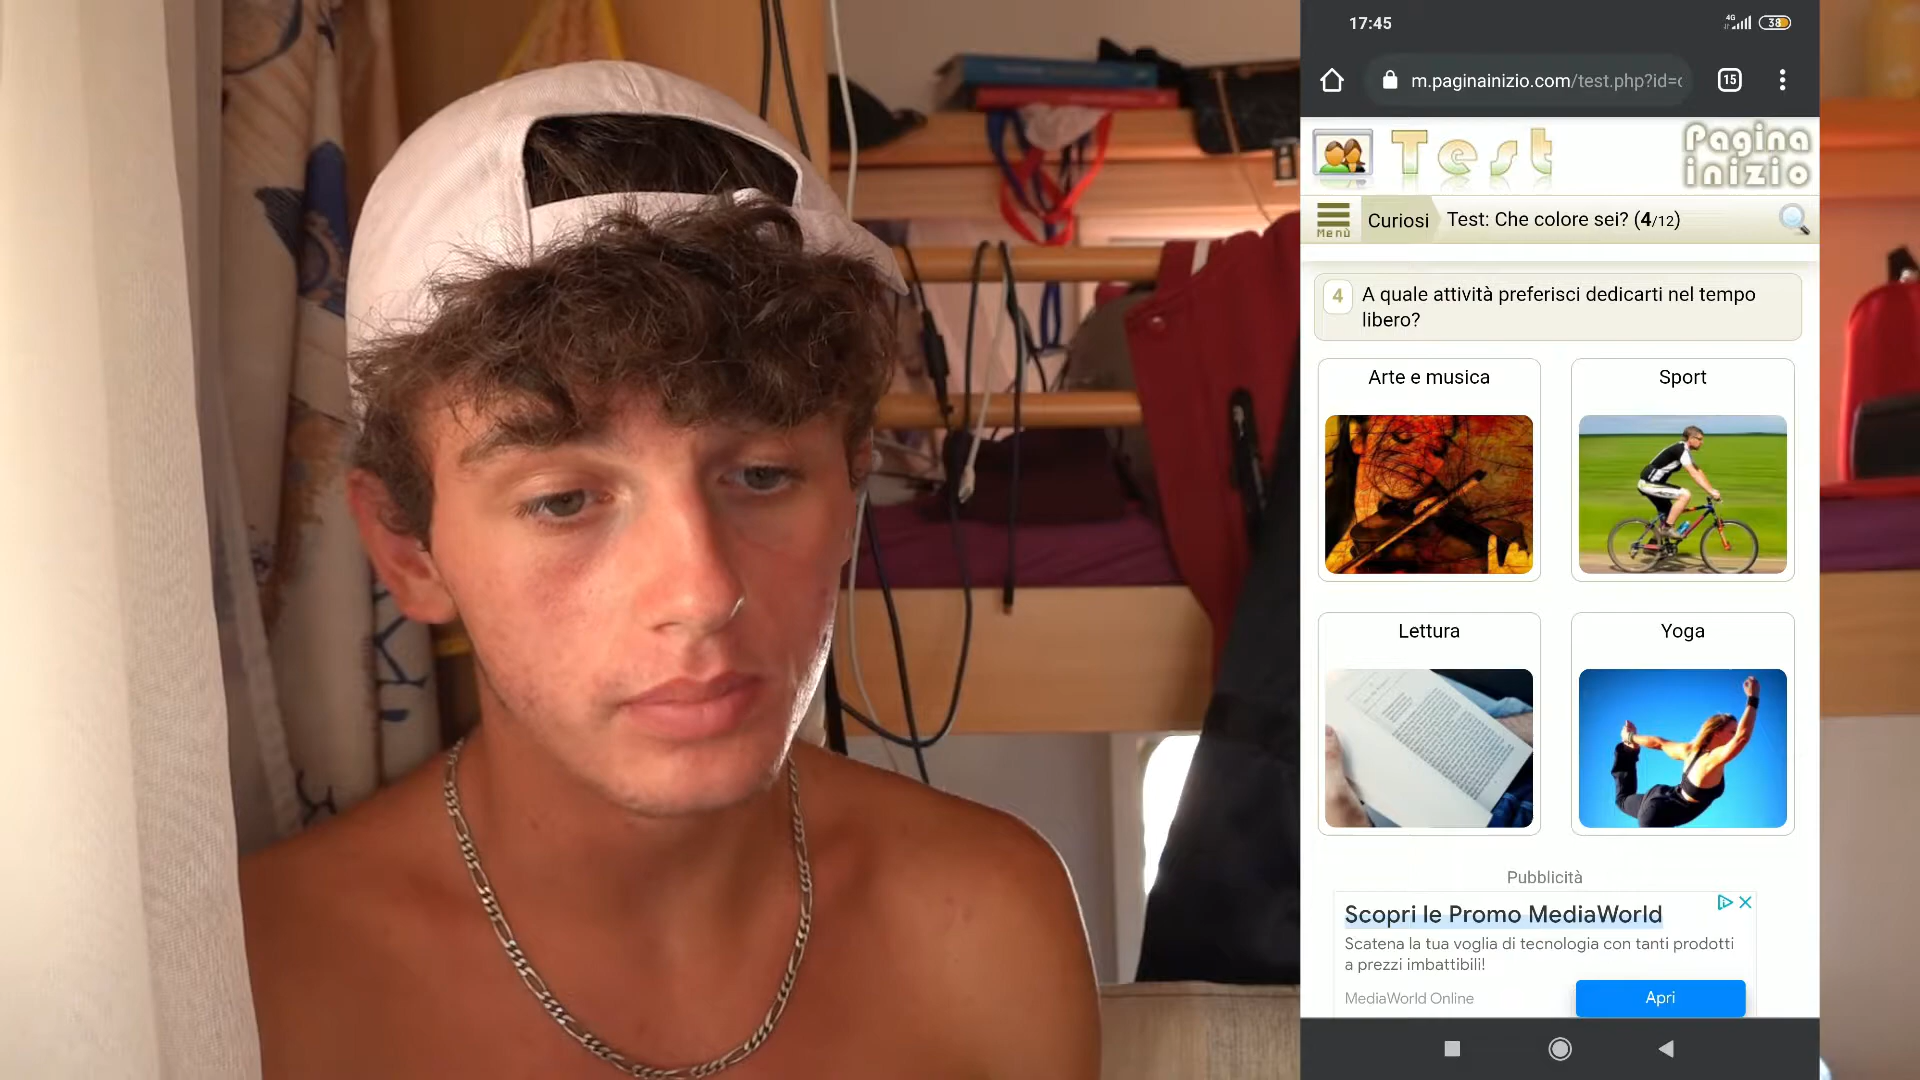 17:45
4G
38
m.paginainizio.com/test.php?id=c
15
Test
Pagina
inizio
Menù
Curiosi
Test: Che colore sei? (4/12)
4
A quale attività preferisci dedicarti nel tempo
libero?
Arte e musica
Sport
Lettura
Yoga
Pubblicità
Scopri le Promo MediaWorld
Scatena la tua voglia di tecnologia con tanti prodotti
a prezzi imbattibili!
MediaWorld Online
Apri